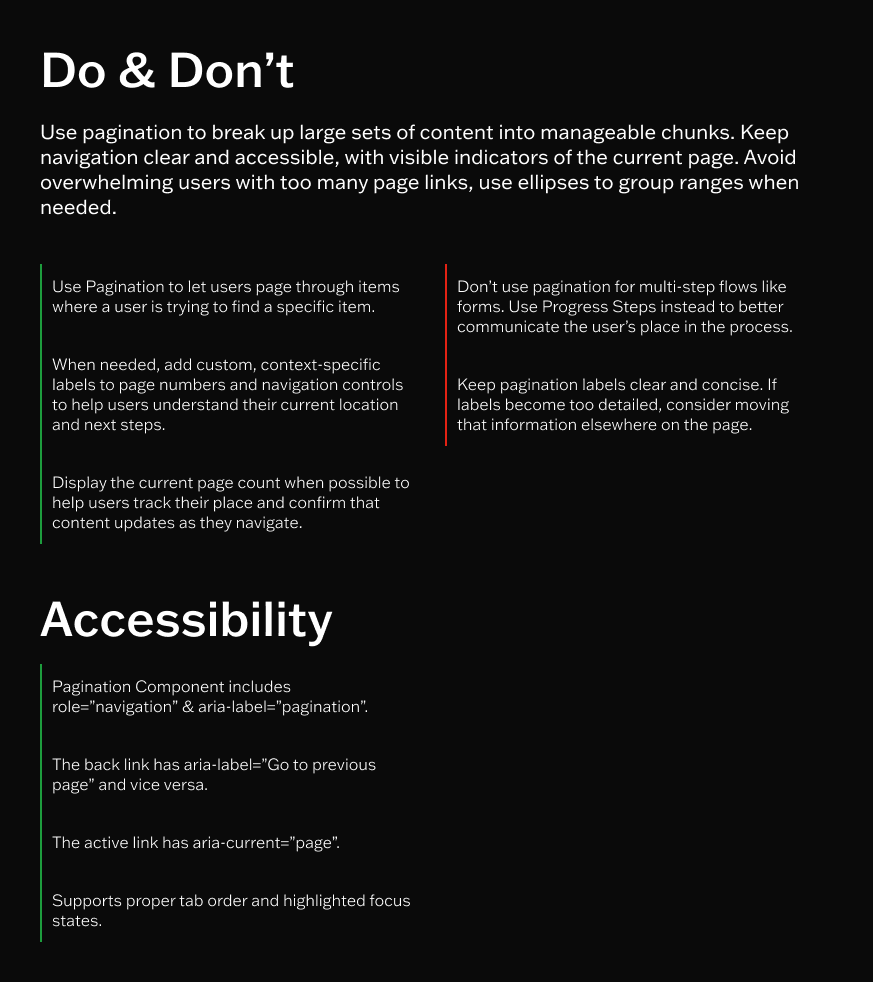 Do & Don’t
Use pagination to break up large sets of content into manageable chunks. Keep
navigation clear and accessible, with visible indicators of the current page. Avoid
overwhelming users with too many page links, use ellipses to group ranges when
needed.
Use Pagination to let users page through items
where a user is trying to find a specific item.
When needed, add custom, context-specific
labels to page numbers and navigation controls
to help users understand their current location
and next steps.
Display the current page count when possible to
help users track their place and confirm that
content updates as they navigate.
Don’t use pagination for multi-step flows like
forms. Use Progress Steps instead to better
communicate the user’s place in the process.
Keep pagination labels clear and concise. If
labels become too detailed, consider moving
that information elsewhere on the page.
Accessibility
Pagination Component includes
role=”navigation” & aria-label=”pagination”.
The back link has aria-label=”Go to previous
page” and vice versa.
The active link has aria-current=”page”.
Supports proper tab order and highlighted focus
states.